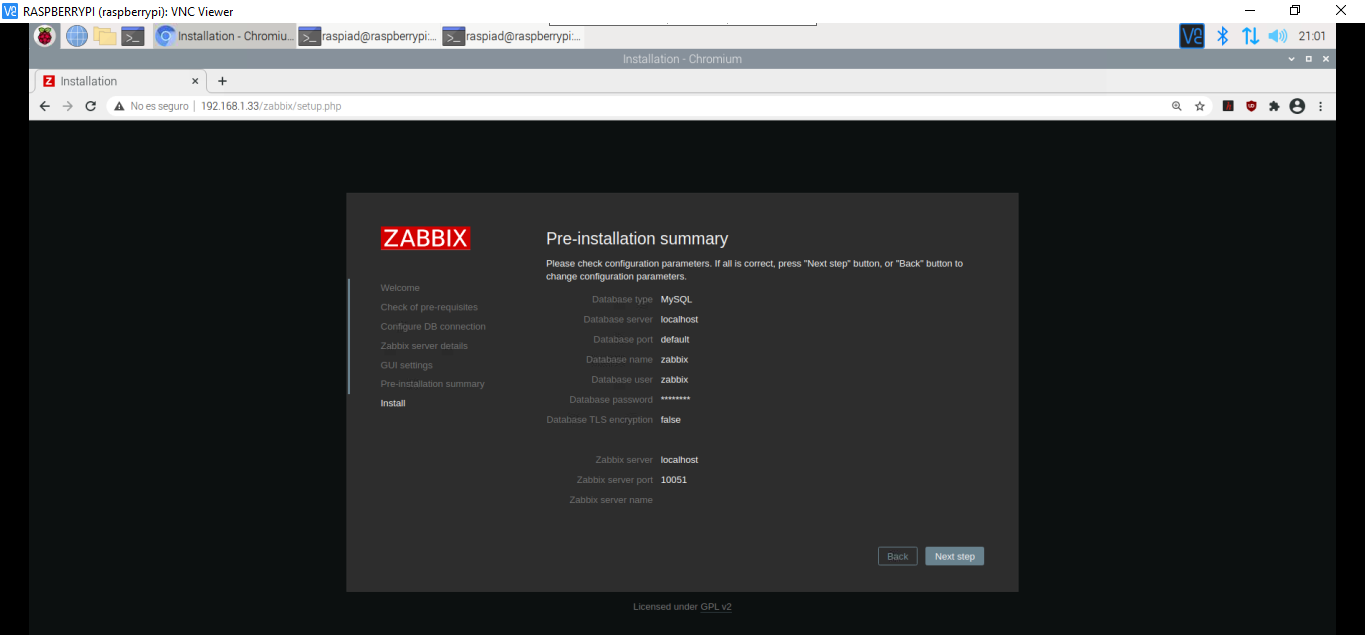 RASPBERRYPI (raspberrypi): VNC Viewer
Installation - Chromiu... raspiad@raspberrypi:... raspiad@raspberrypi:... 21:01
Installation - Chromium
Installation
No es seguro | 192.168.1.33/zabbix/setup.php
ZABBIX
Welcome
Check of pre-requisites
Configure DB connection
Zabbix server details
GUI settings
Pre-installation summary
Install
Pre-installation summary
Please check configuration parameters. If all is correct, press "Next step" button, or "Back" button to
change configuration parameters.
Database type MySQL
Database server localhost
Database port default
Database name zabbix
Database user zabbix
Database password ********
Database TLS encryption false
Zabbix server localhost
Zabbix server port 10051
Zabbix server name
Back Next step
Licensed under GPL v2